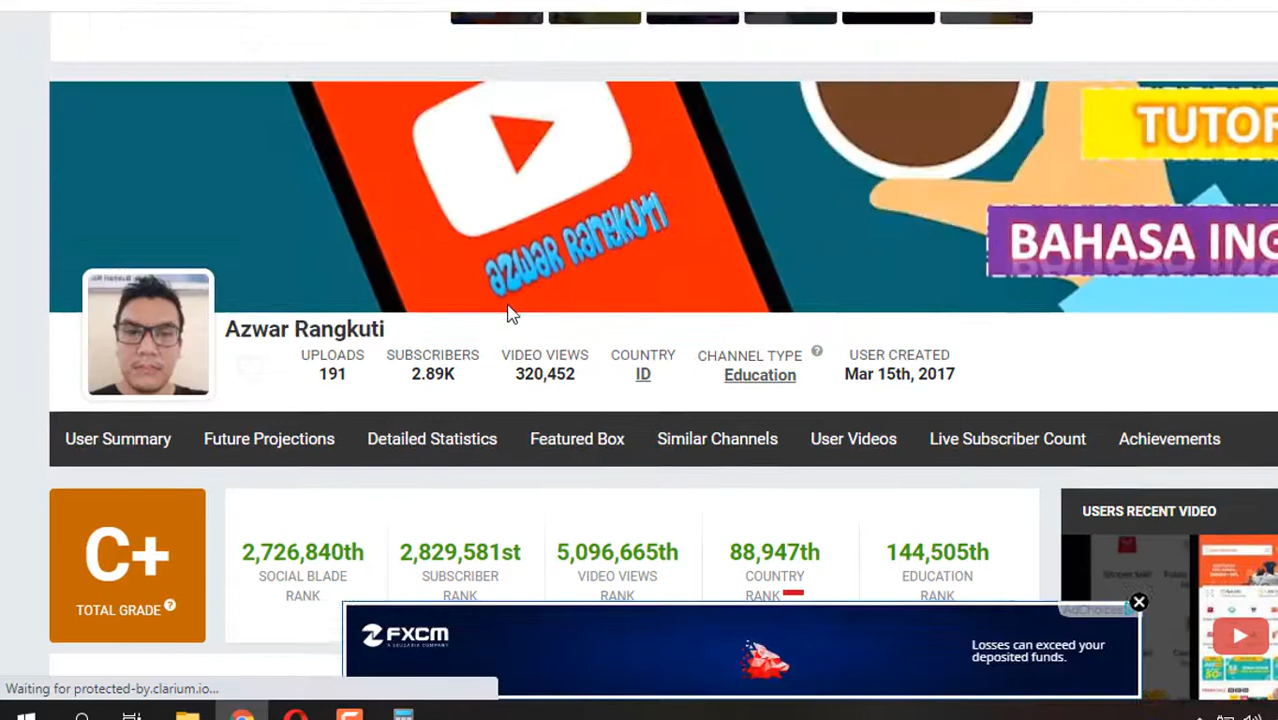 TUTOR
BAHASA ING
azwar Rangkuti
Azwar Rangkuti
UPLOADS SUBSCRIBERS VIDEO VIEWS COUNTRY CHANNEL TYPE USER CREATED
191 2.89K 320,452 ID Education Mar 15th, 2017
User Summary Future Projections Detailed Statistics Featured Box Similar Channels User Videos Live Subscriber Count Achievements
C+
TOTAL GRADE
2,726,840th 2,829,581st 5,096,665th 88,947th 144,505th
SOCIAL BLADE SUBSCRIBER VIDEO VIEWS COUNTRY EDUCATION
RANK RANK RANK RANK RANK
USERS RECENT VIDEO
AdChoices
FXCM
Losses can exceed your
deposited funds.
Waiting for protected-by.clarium.io...